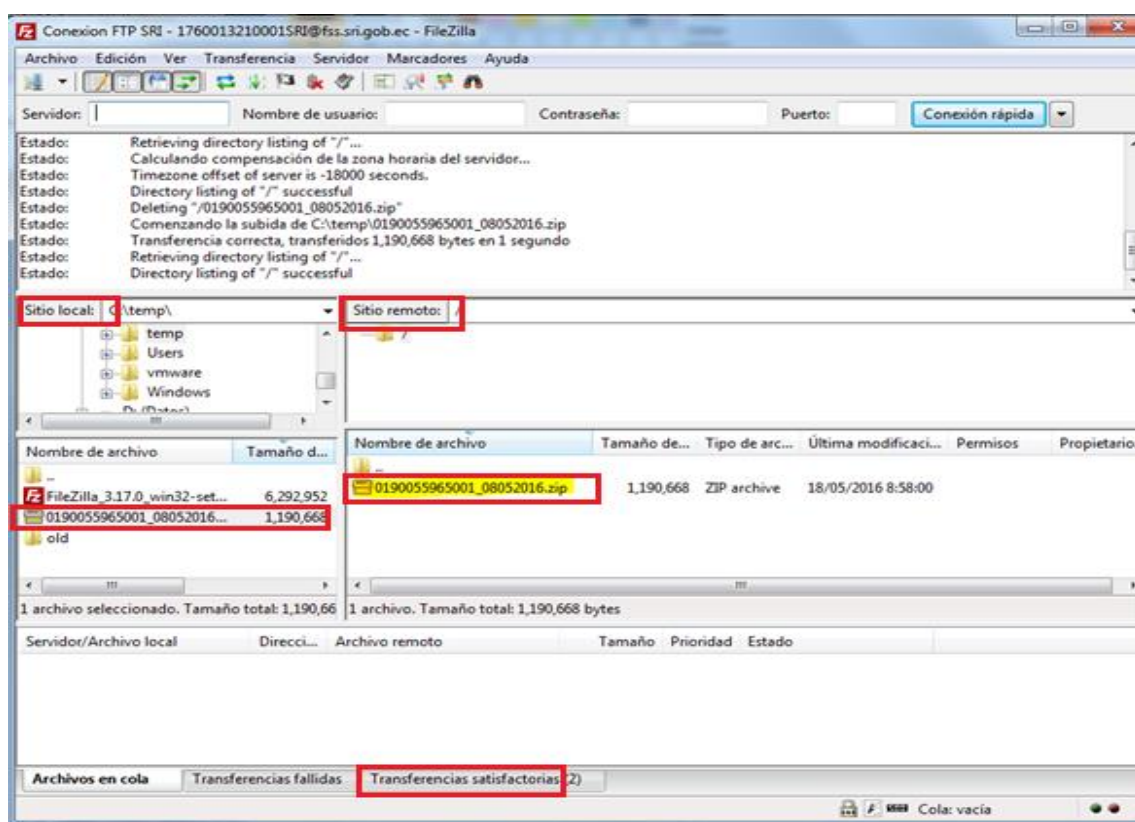 Conexion FTP SRI - 1760013210001SRI@fss.sri.gob.ec - FileZilla
Archivo Edición Ver Transferencia Servidor Marcadores Ayuda
Servidor: Nombre de usuario: Contraseña: Puerto: Conexión rápida
Estado: Retrieving directory listing of "/"...
Estado: Calculando compensación de la zona horaria del servidor...
Estado: Timezone offset of server is -18000 seconds.
Estado: Directory listing of "/" successful
Estado: Deleting "/0190055965001_08052016.zip"
Estado: Comenzando la subida de C:\temp\0190055965001_08052016.zip
Estado: Transferencia correcta, transferidos 1,190,668 bytes en 1 segundo
Estado: Retrieving directory listing of "/"...
Estado: Directory listing of "/" successful
Sitio local: C:\temp\
temp
Users
vmware
Windows
D: (Datos)
Sitio remoto: /
/
Nombre de archivo Tamaño d...
..
FileZilla_3.17.0_win32-set... 6,292,952
0190055965001_08052016... 1,190,668
old
1 archivo seleccionado. Tamaño total: 1,190,66
Nombre de archivo Tamaño de... Tipo de arc... Última modificaci... Permisos Propietario
..
0190055965001_08052016.zip 1,190,668 ZIP archive 18/05/2016 8:58:00
1 archivo. Tamaño total: 1,190,668 bytes
Servidor/Archivo local Direcci... Archivo remoto Tamaño Prioridad Estado
Archivos en cola Transferencias fallidas Transferencias satisfactorias (2)
Cola: vacía